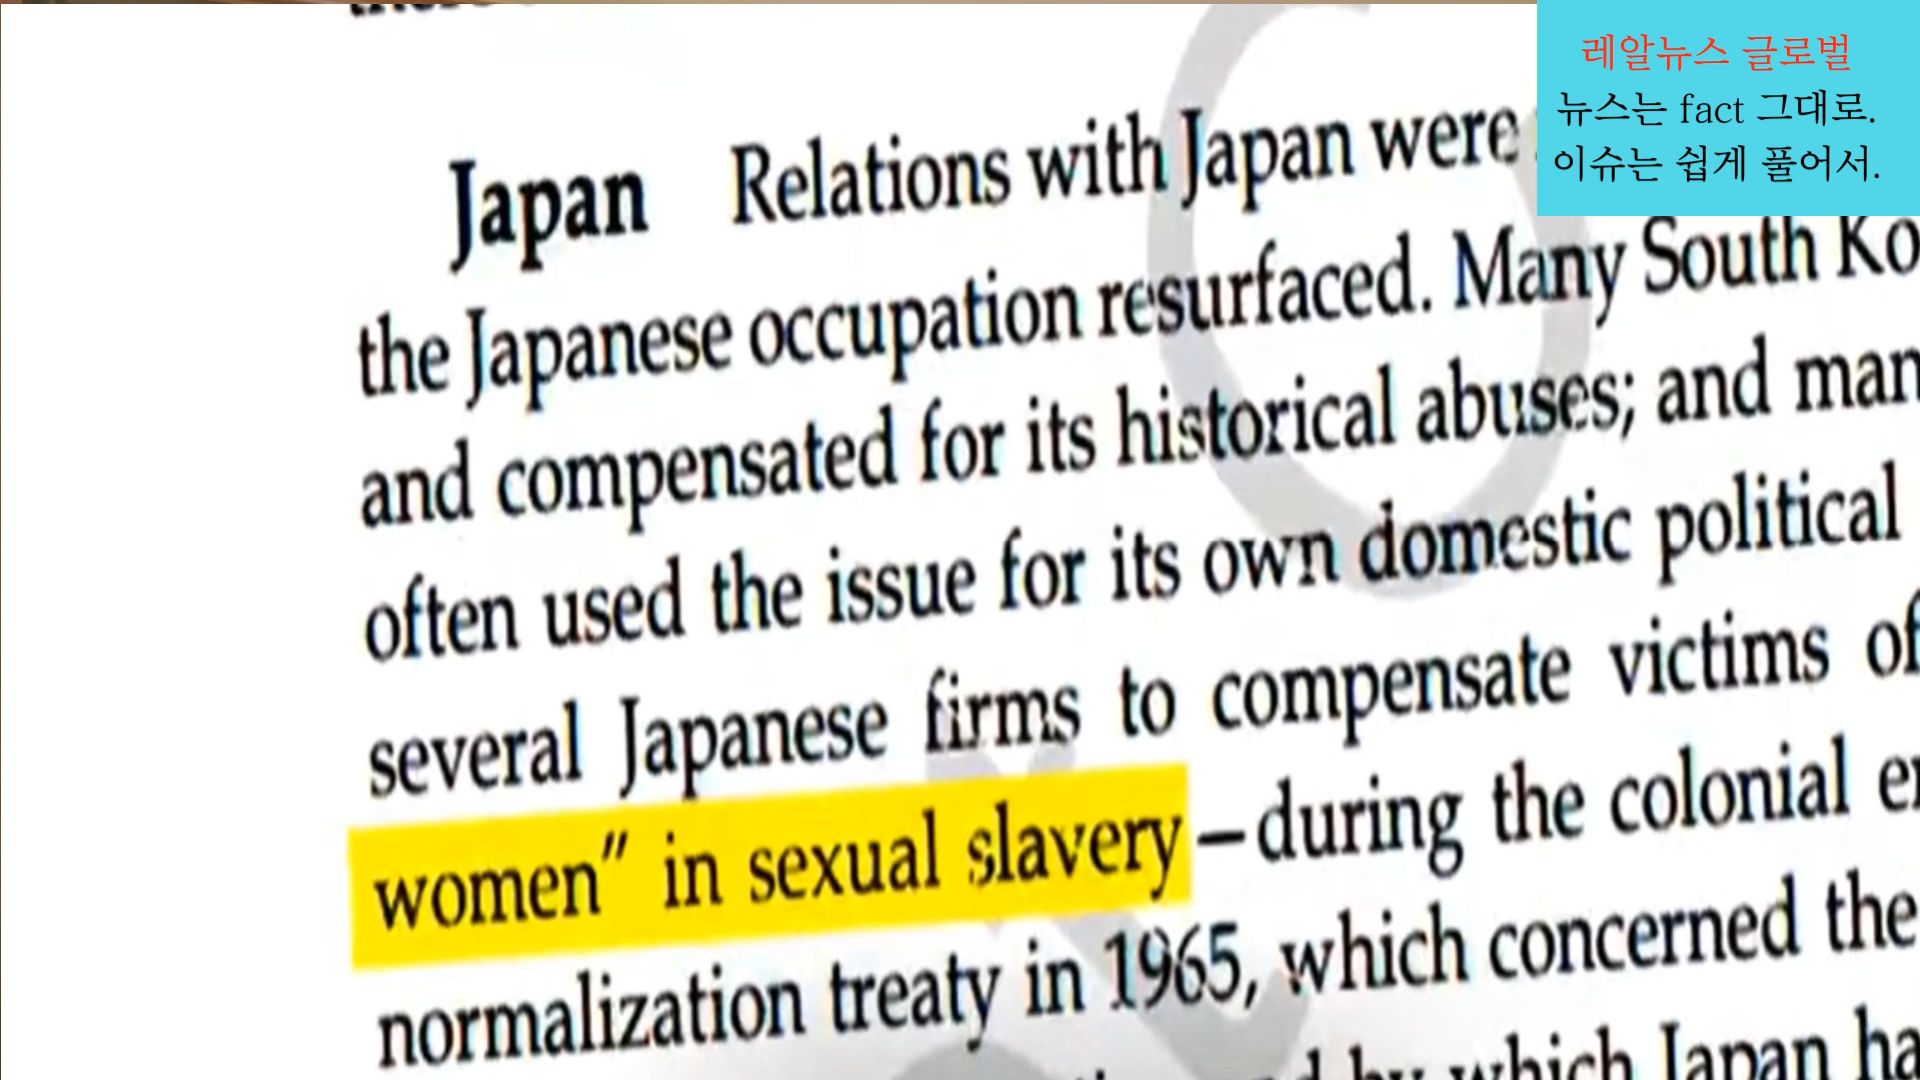 레알뉴스 글로벌
뉴스는 fact 그대로.
이슈는 쉽게 풀어서.
Japan Relations with Japan were
the Japanese occupation resurfaced. Many South
and compensated for its historical abuses; and
often used the issue for its own domestic political
several Japanese firms to compensate victims of
women” in sexual slavery—during the colonial
normalization treaty in 1965, which concerned the
by which Japan